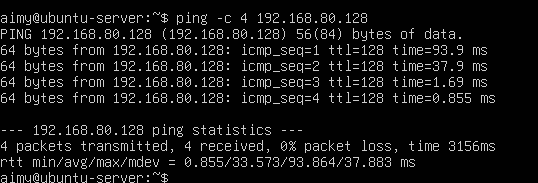 aimy@ubuntu-server:~$ ping -c 4 192.168.80.128
PING 192.168.80.128 (192.168.80.128) 56(84) bytes of data.
64 bytes from 192.168.80.128: icmp_seq=1 ttl=128 time=93.9 ms
64 bytes from 192.168.80.128: icmp_seq=2 ttl=128 time=37.9 ms
64 bytes from 192.168.80.128: icmp_seq=3 ttl=128 time=1.69 ms
64 bytes from 192.168.80.128: icmp_seq=4 ttl=128 time=0.855 ms
--- 192.168.80.128 ping statistics ---
4 packets transmitted, 4 received, 0% packet loss, time 3156ms
rtt min/avg/max/mdev = 0.855/33.573/93.864/37.883 ms
aimy@ubuntu-server:~$